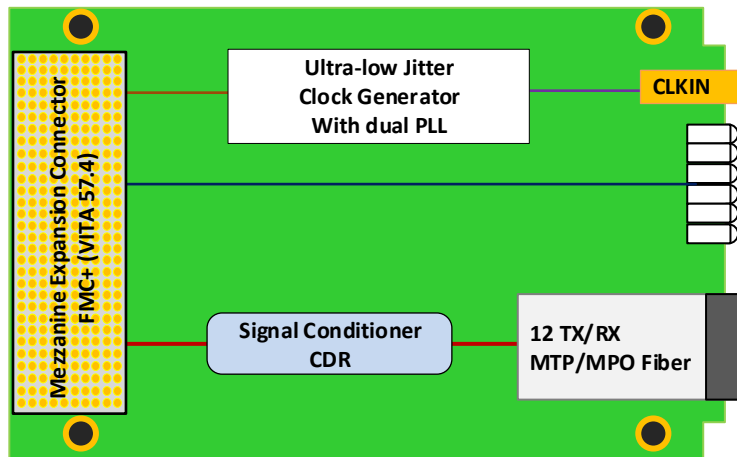 Mezzanine Expansion Connector
FMC+ (VITA 57.4)
Ultra-low Jitter
Clock Generator
With dual PLL
CLKIN
Signal Conditioner
CDR
12 TX/RX
MTP/MPO Fiber